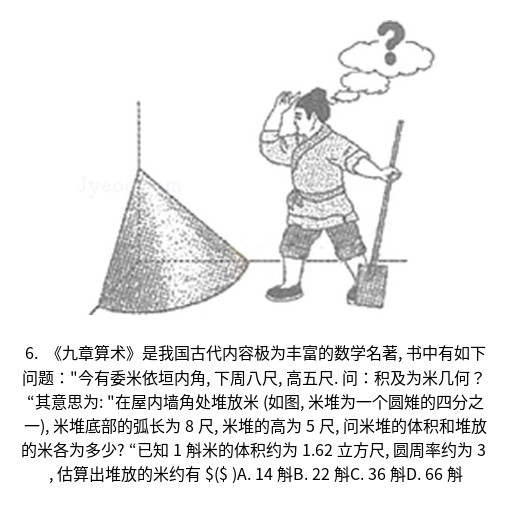 ?
Jyeoo.com
6. 《九章算术》是我国古代内容极为丰富的数学名著, 书中有如下
问题："今有委米依垣内角, 下周八尺, 高五尺. 问：积及为米几何？
“其意思为: "在屋内墙角处堆放米 (如图, 米堆为一个圆雉的四分之
一), 米堆底部的弧长为 8 尺, 米堆的高为 5 尺, 问米堆的体积和堆放
的米各为多少? “已知 1 斛米的体积约为 1.62 立方尺, 圆周率约为 3
, 估算出堆放的米约有 $($ )A. 14 斛B. 22 斛C. 36 斛D. 66 斛